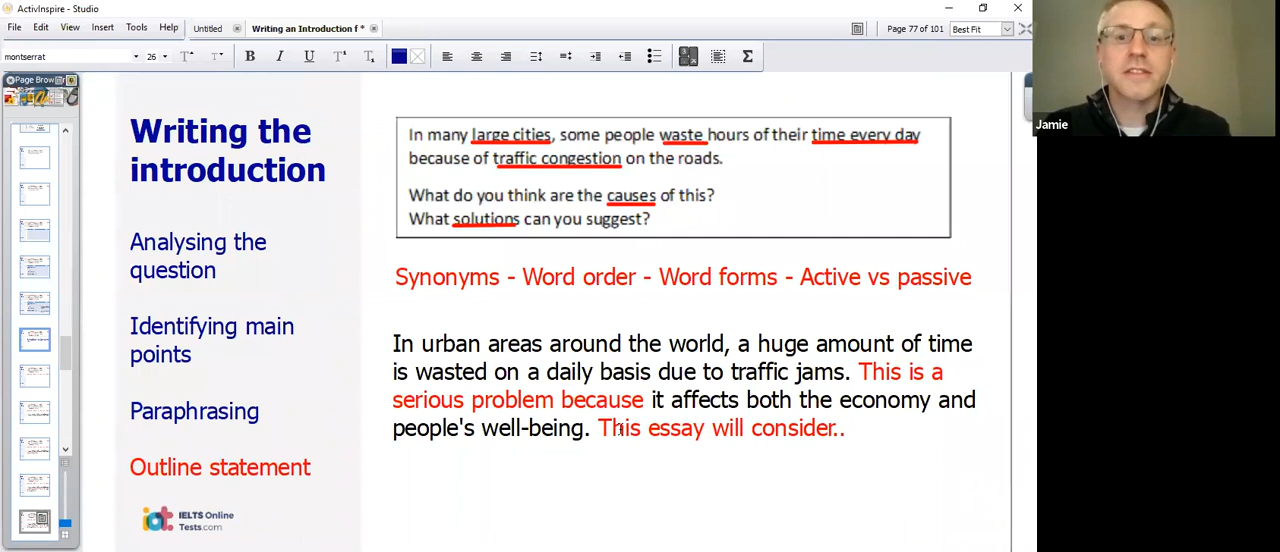 ActivInspire - Studio
File Edit View Insert Tools Help
Untitled
Writing an Introduction f *
Page 77 of 101
Best Fit
montserrat
26
B I U
Page Browser
Writing the
introduction
Analysing the
question
Identifying main
points
Paraphrasing
Outline statement
iot IELTS Online
Tests.com
In many large cities, some people waste hours of their time every day
because of traffic congestion on the roads.
What do you think are the causes of this?
What solutions can you suggest?
Synonyms - Word order - Word forms - Active vs passive
In urban areas around the world, a huge amount of time
is wasted on a daily basis due to traffic jams. This is a
serious problem because it affects both the economy and
people's well-being. This essay will consider..
Jamie